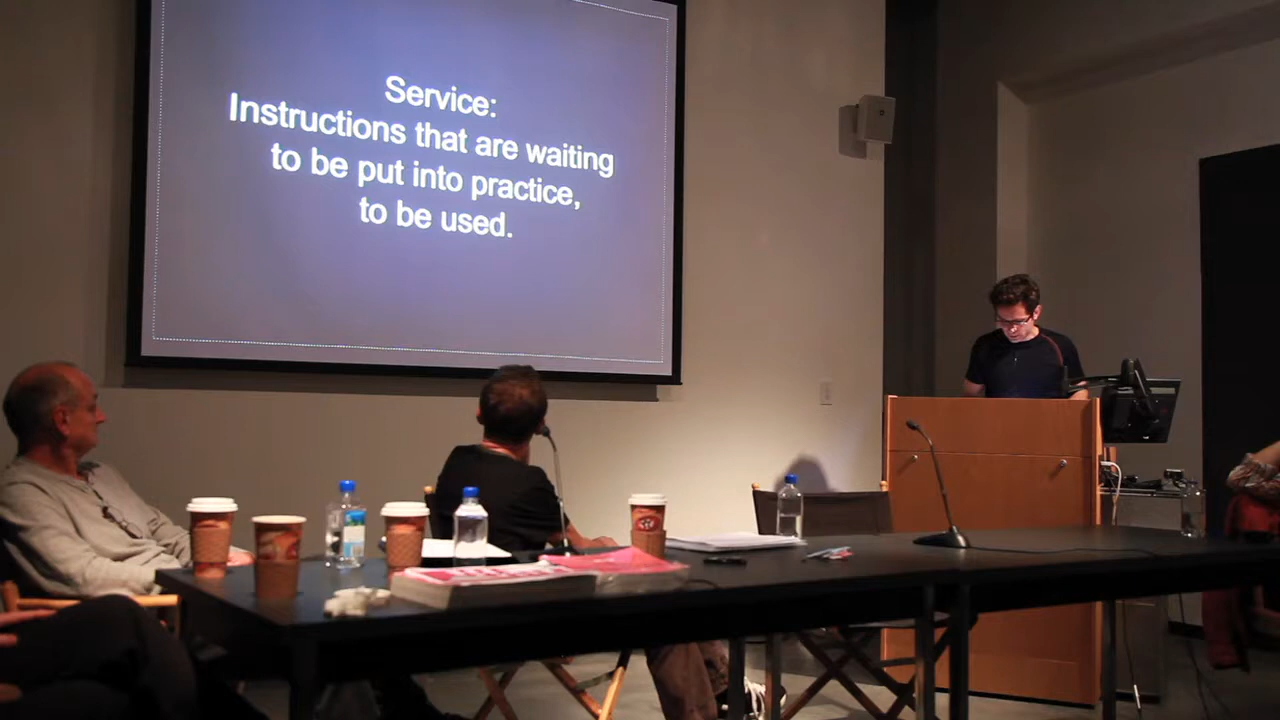 Service:
Instructions that are waiting
to be put into practice,
to be used.